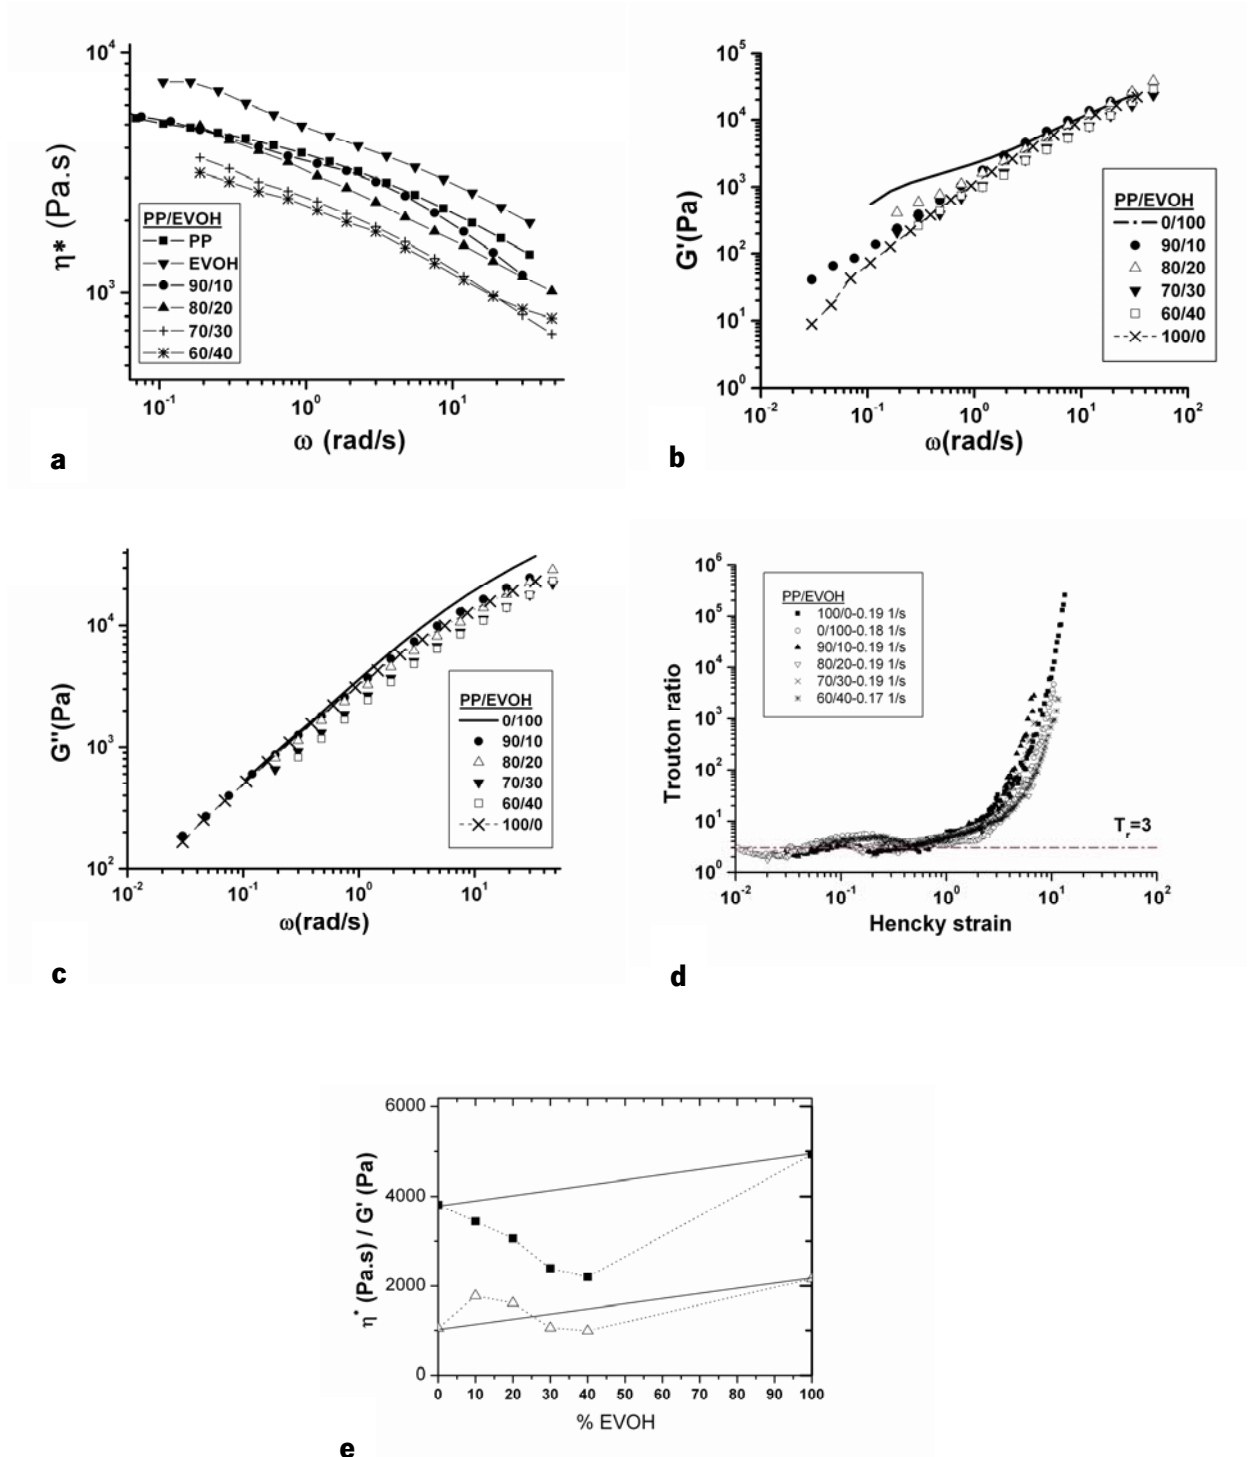 10⁴
10³
η* (Pa.s)
PP/EVOH
PP
EVOH
90/10
80/20
70/30
60/40
10⁻¹ 10⁰ 10¹
ω (rad/s)
a
10⁵
10⁴
10³
10²
10¹
10⁰
G'(Pa)
PP/EVOH
0/100
90/10
80/20
70/30
60/40
100/0
10⁻² 10⁻¹ 10⁰ 10¹ 10²
ω(rad/s)
b
10⁴
10³
10²
G''(Pa)
PP/EVOH
0/100
90/10
80/20
70/30
60/40
100/0
10⁻² 10⁻¹ 10⁰ 10¹
ω(rad/s)
c
10⁶
10⁵
10⁴
10³
10²
10¹
10⁰
Trouton ratio
PP/EVOH
100/0-0.19 1/s
0/100-0.18 1/s
90/10-0.19 1/s
80/20-0.19 1/s
70/30-0.19 1/s
60/40-0.17 1/s
Tr=3
10⁻² 10⁻¹ 10⁰ 10¹ 10²
Hencky strain
d
6000
4000
2000
0
η* (Pa.s) / G' (Pa)
0 10 20 30 40 50 60 70 80 90 100
% EVOH
e